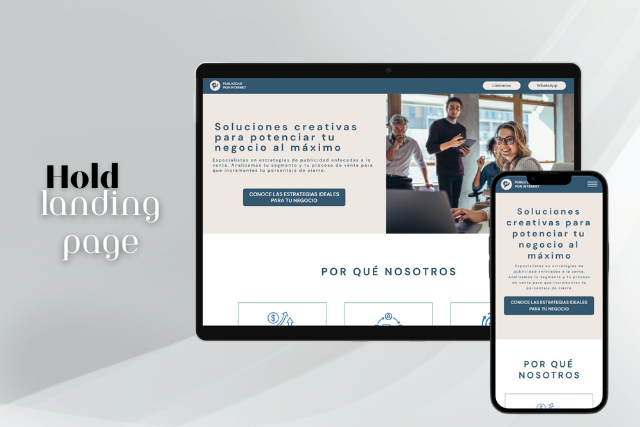 Hold
landing
page
PUBLICIDAD
POR INTERNET
Llámanos
WhatsApp
Soluciones creativas
para potenciar tu
negocio al máximo
Especialistas en estrategias de publicidad enfocadas a la
venta. Analizamos tu segmento y tu proceso de venta para
que incrementes tu porcentaje de cierre.
CONOCE LAS ESTRATEGIAS IDEALES
PARA TU NEGOCIO
POR QUÉ NOSOTROS
POR INTERNET
Soluciones
creativas para
potenciar tu
negocio al
máximo
Especialistas en estrategias de
publicidad enfocadas a la venta.
Analizamos tu segmento y tu proceso
de venta para que incrementes tu
porcentaje de cierre.
CONOCE LAS ESTRATEGIAS IDEALES
PARA TU NEGOCIO
POR QUÉ
NOSOTROS